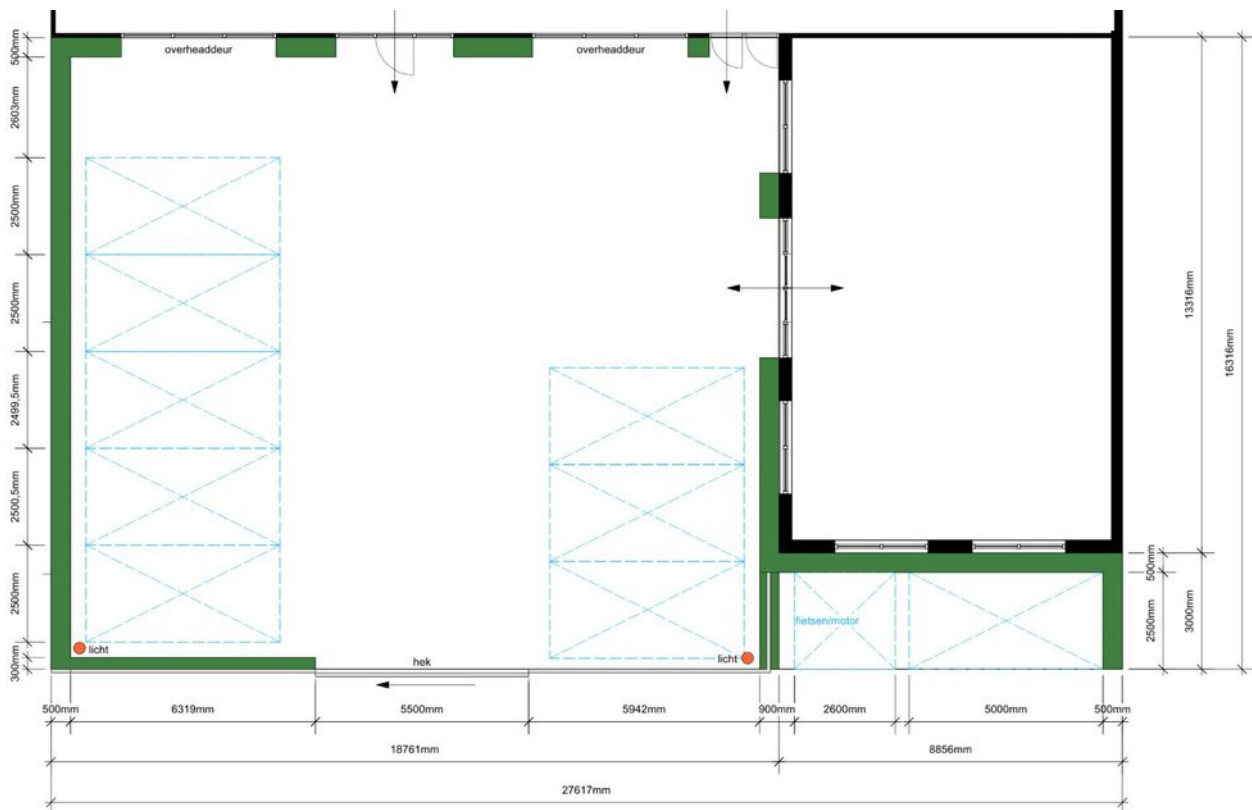 overheaddeur
overheaddeur
500mm
2603mm
2500mm
2500mm
2499,5mm
2500,5mm
2500mm
300mm
13316mm
16316mm
500mm
2500mm
3000mm
fietsen/motor
licht
licht
hek
500mm
6319mm
5500mm
5942mm
900mm
2600mm
5000mm
500mm
18761mm
8856mm
27617mm